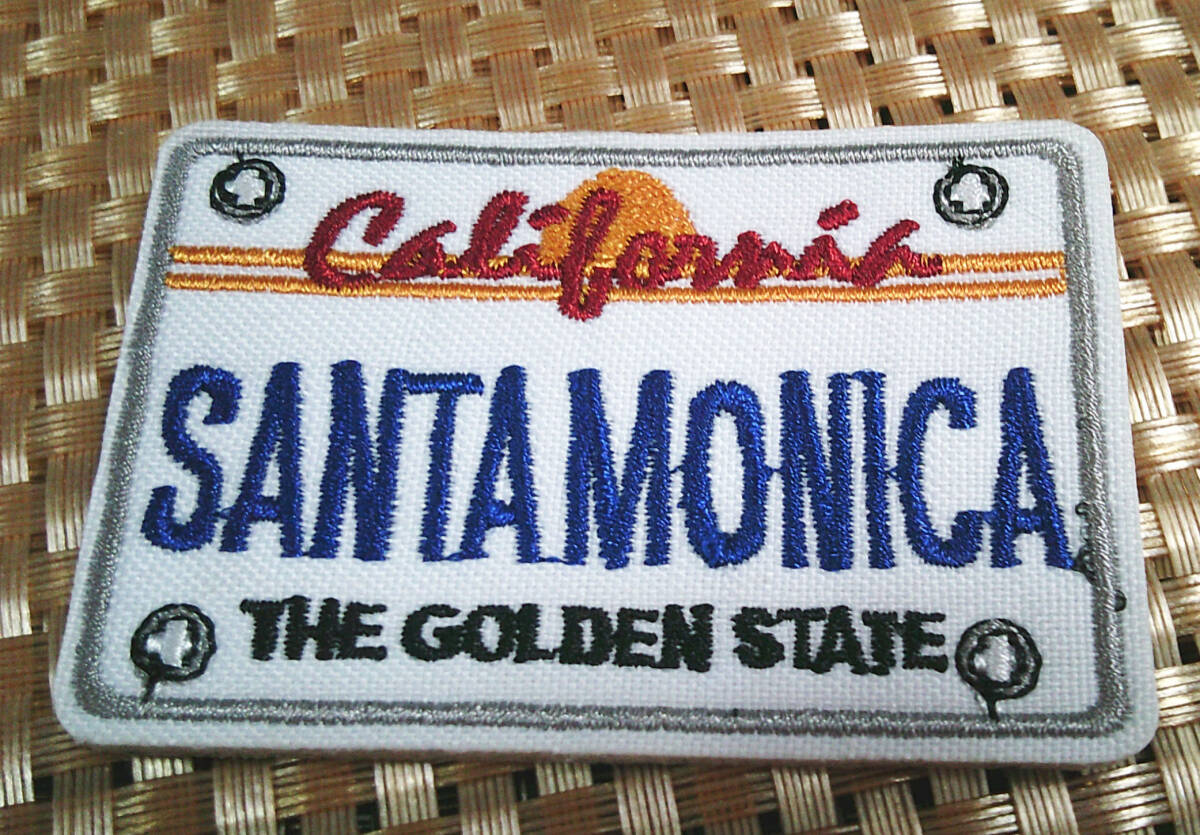 California
SANTA MONICA
THE GOLDEN STATE